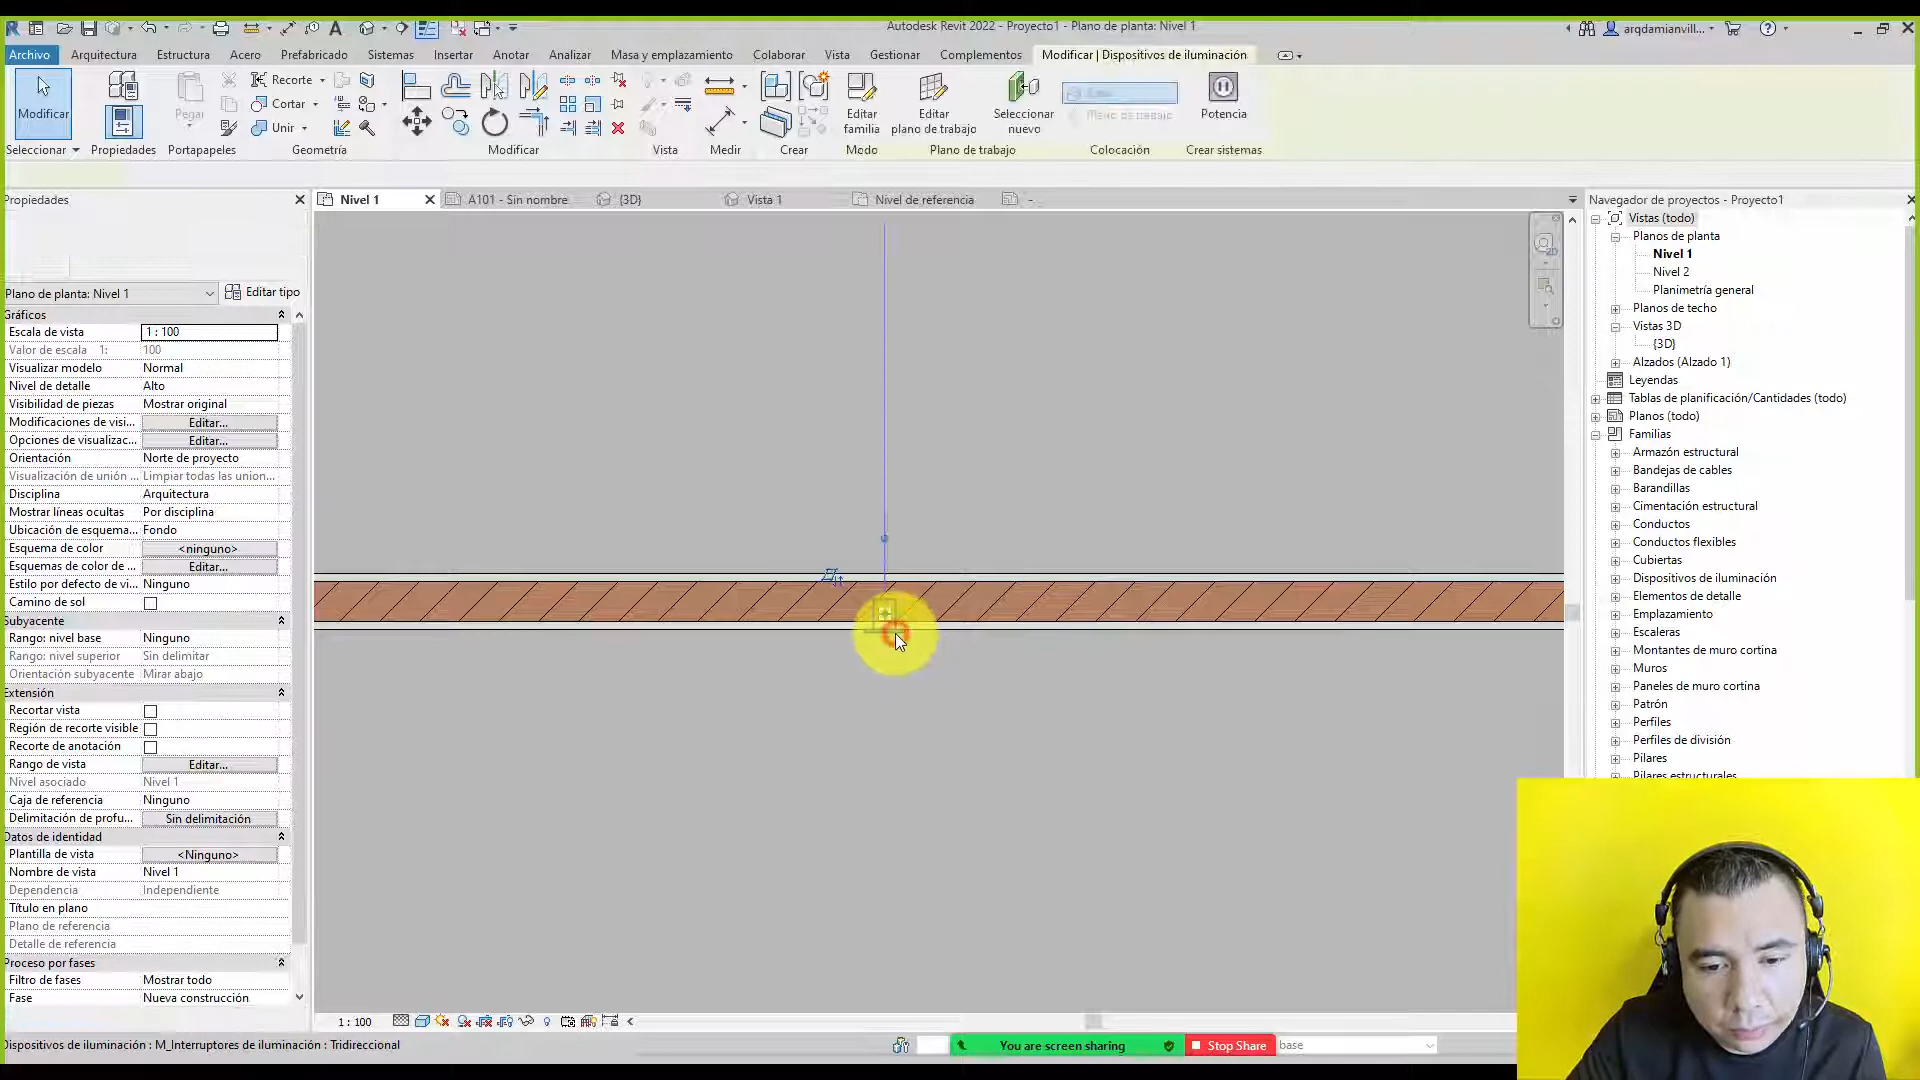 Autodesk Revit 2022 - Proyecto1 - Plano de planta: Nivel 1
arqdamianvill...
Archivo Arquitectura Estructura Acero Prefabricado Sistemas Insertar Anotar Analizar Masa y emplazamiento Colaborar Vista Gestionar Complementos Modificar | Dispositivos de iluminación
Modificar
Seleccionar
Propiedades
Pegar
Portapapeles
Recorte
Cortar
Unir
Geometría
Modificar
Vista
Medir
Crear
Editar
familia
Modo
Editar
plano de trabajo
Seleccionar
nuevo
Plano de trabajo
Colocación
Potencia
Crear sistemas
Propiedades
Nivel 1
A101 - Sin nombre
{3D}
Vista 1
Nivel de referencia
-
Navegador de proyectos - Proyecto1
Plano de planta: Nivel 1
Editar tipo
Gráficos
Escala de vista 1 : 100
Valor de escala 1: 100
Visualizar modelo Normal
Nivel de detalle Alto
Visibilidad de piezas Mostrar original
Modificaciones de visi... Editar...
Opciones de visualizac... Editar...
Orientación Norte de proyecto
Visualización de unión ... Limpiar todas las union...
Disciplina Arquitectura
Mostrar líneas ocultas Por disciplina
Ubicación de esquema... Fondo
Esquema de color <ninguno>
Esquemas de color de ... Editar...
Estilo por defecto de vi... Ninguno
Camino de sol
Subyacente
Rango: nivel base Ninguno
Rango: nivel superior Sin delimitar
Orientación subyacente Mirar abajo
Extensión
Recortar vista
Región de recorte visible
Recorte de anotación
Rango de vista Editar...
Nivel asociado Nivel 1
Caja de referencia Ninguno
Delimitación de profu... Sin delimitación
Datos de identidad
Plantilla de vista <Ninguno>
Nombre de vista Nivel 1
Dependencia Independiente
Título en plano
Plano de referencia
Detalle de referencia
Proceso por fases
Filtro de fases Mostrar todo
Fase Nueva construcción
Vistas (todo)
Planos de planta
Nivel 1
Nivel 2
Planimetría general
Planos de techo
Vistas 3D
{3D}
Alzados (Alzado 1)
Leyendas
Tablas de planificación/Cantidades (todo)
Planos (todo)
Familias
Armazón estructural
Bandejas de cables
Barandillas
Cimentación estructural
Conductos
Conductos flexibles
Cubiertas
Dispositivos de iluminación
Elementos de detalle
Emplazamiento
Escaleras
Montantes de muro cortina
Muros
Paneles de muro cortina
Patrón
Perfiles
Perfiles de división
Pilares
Pilares estructurales
1 : 100
Dispositivos de iluminación : M_Interruptores de iluminación : Tridireccional
You are screen sharing
Stop Share
base